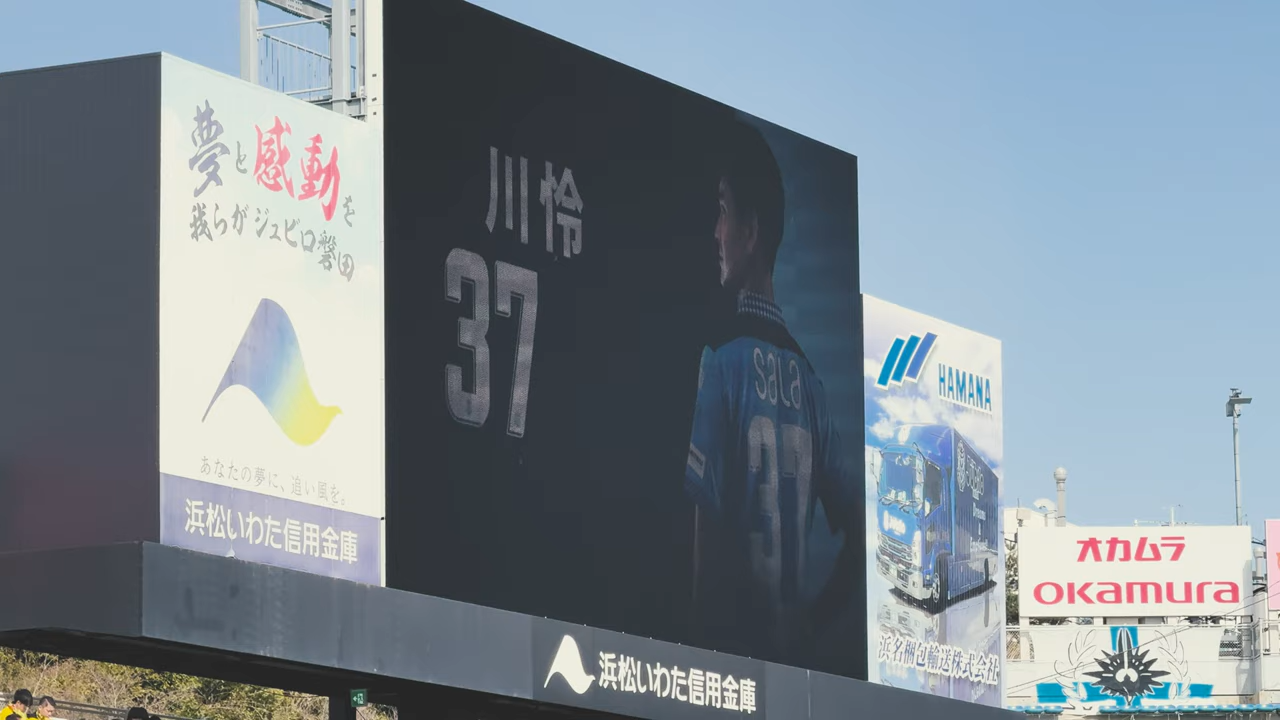 夢と感動を
我らがジュビロ磐田
あなたの夢に、追い風を。
浜松いわた信用金庫
川 怜
37
sala
37
浜松いわた信用金庫
HAMANA
浜名梱包輸送株式会社
オカムラ
okamura